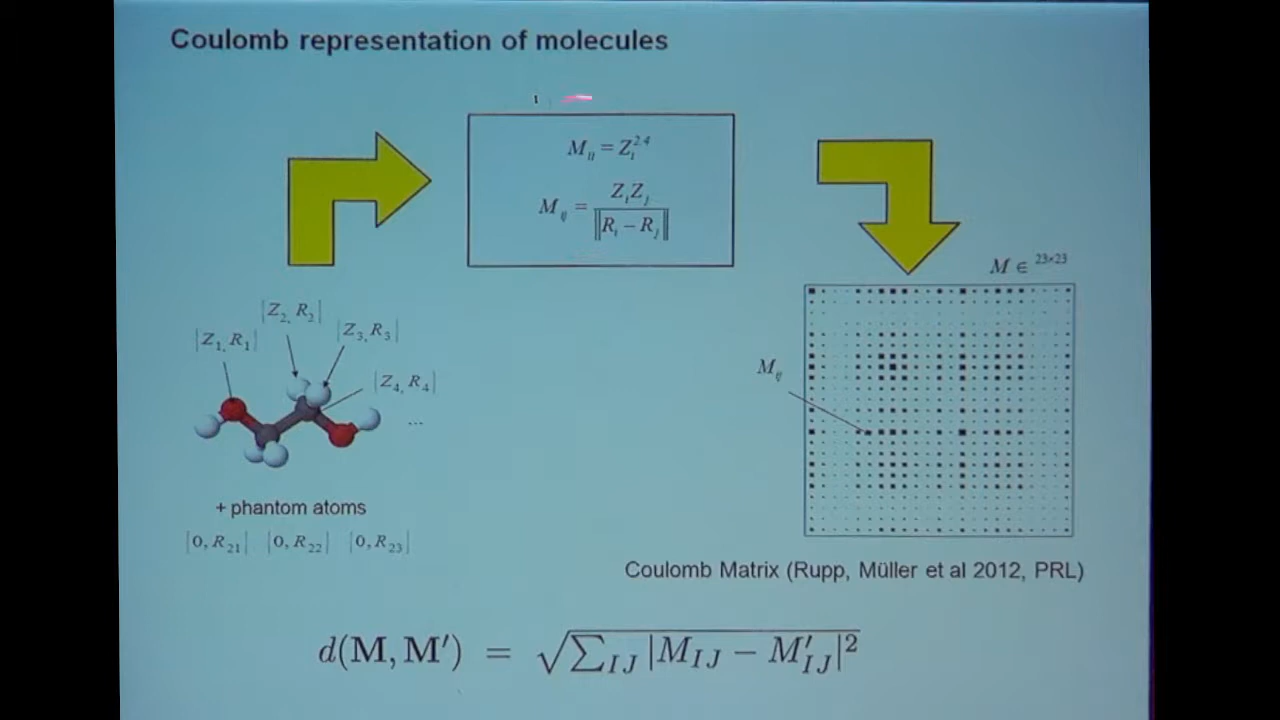 Coulomb representation of molecules
M_ii = Z_i^2.4
M_ij = Z_i Z_j / ‖R_i − R_j‖
M ∈ ^23×23
|Z_2, R_2|
|Z_1, R_1|
|Z_3, R_3|
|Z_4, R_4|
...
M_ij
+ phantom atoms
|0, R_21| |0, R_22| |0, R_23|
Coulomb Matrix (Rupp, Müller et al 2012, PRL)
d(M, M′) = √∑_IJ |M_IJ − M′_IJ|^2